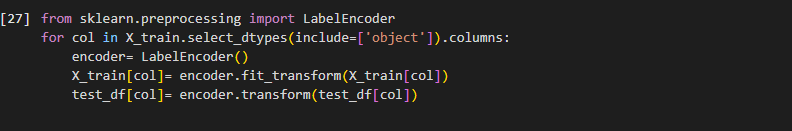 [27] from sklearn.preprocessing import LabelEncoder
for col in X_train.select_dtypes(include=['object']).columns:
    encoder= LabelEncoder()
    X_train[col]= encoder.fit_transform(X_train[col])
    test_df[col]= encoder.transform(test_df[col])